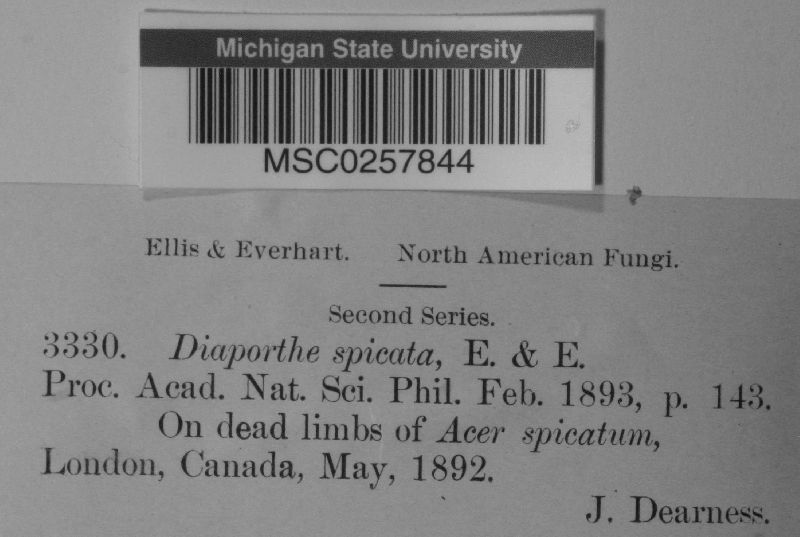 Michigan State University
MSC0257844
Ellis & Everhart. North American Fungi.
Second Series.
3330. Diaporthe spicata, E. & E.
Proc. Acad. Nat. Sci. Phil. Feb. 1893, p. 143.
On dead limbs of Acer spicatum,
London, Canada, May, 1892.
J. Dearness.